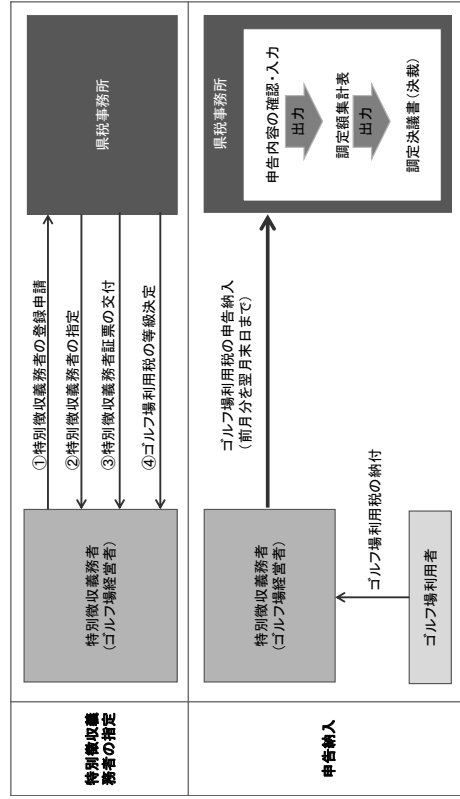 特別徴収義
務者の指定
特別徴収義務者
(ゴルフ場経営者)
①特別徴収義務者の登録申請
②特別徴収義務者の指定
③特別徴収義務者証票の交付
④ゴルフ場利用税の等級決定
県税事務所
申告納入
特別徴収義務者
(ゴルフ場経営者)
ゴルフ場利用税の納付
ゴルフ場利用者
ゴルフ場利用税の申告納入
(前月分を翌月末日まで)
県税事務所
申告内容の確認・入力
出力
調定額集計表
出力
調定決議書(決裁)